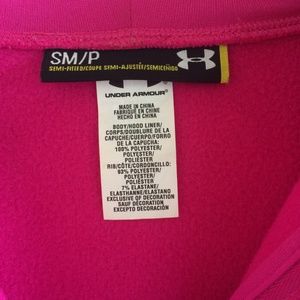 SM/P
SEMI-FITTED/COUPE SEMI-AJUSTÉE/SEMICEÑIDO
UNDER ARMOUR
MADE IN CHINA
FABRIQUÉ EN CHINE
HECHO EN CHINA
BODY/HOOD LINER/
CORPS/DOUBLURE DE LA
CAPUCHE/CUERPO/FORRO
DE LA CAPUCHA:
100% POLYESTER/
POLYESTER/
POLIÉSTER
RIB/CÔTE/CORDONCILLO:
93% POLYESTER/
POLYESTER/
POLIÉSTER
7% ELASTANE/
ELASTHANNE/ELASTANO
EXCLUSIVE OF DECORATION
SAUF DÉCORATION
EXCEPTO DECORACIÓN